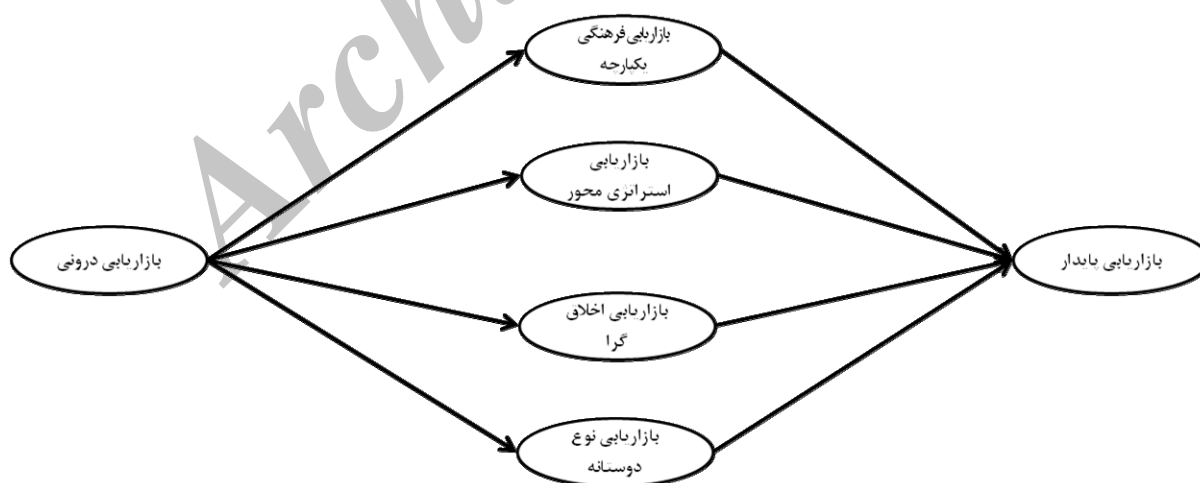 بازاریابی فرهنگی
یکپارچه
بازاریابی
استراتژی محور
بازاریابی درونی
بازاریابی پایدار
بازاریابی اخلاق
گرا
بازاریابی نوع
دوستانه